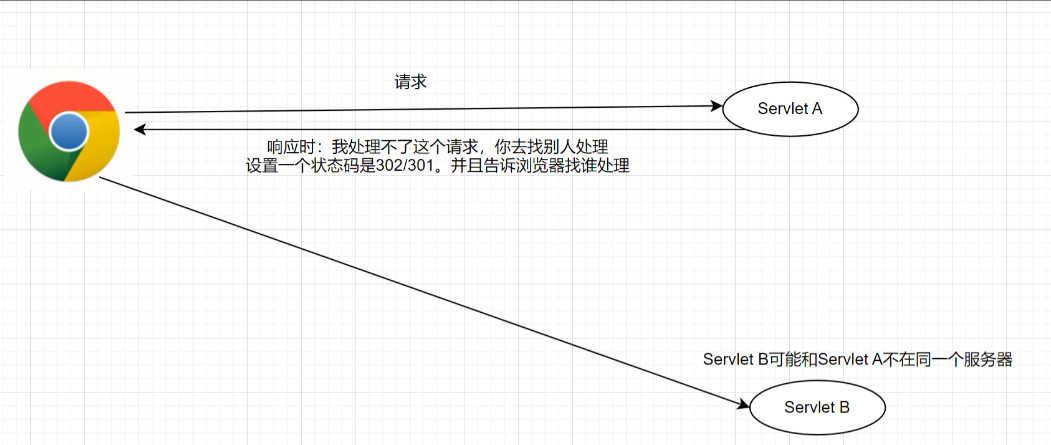 请求
Servlet A
响应时：我处理不了这个请求，你去找别人处理
设置一个状态码是302/301。并且告诉浏览器找谁处理
Servlet B可能和Servlet A不在同一个服务器
Servlet B